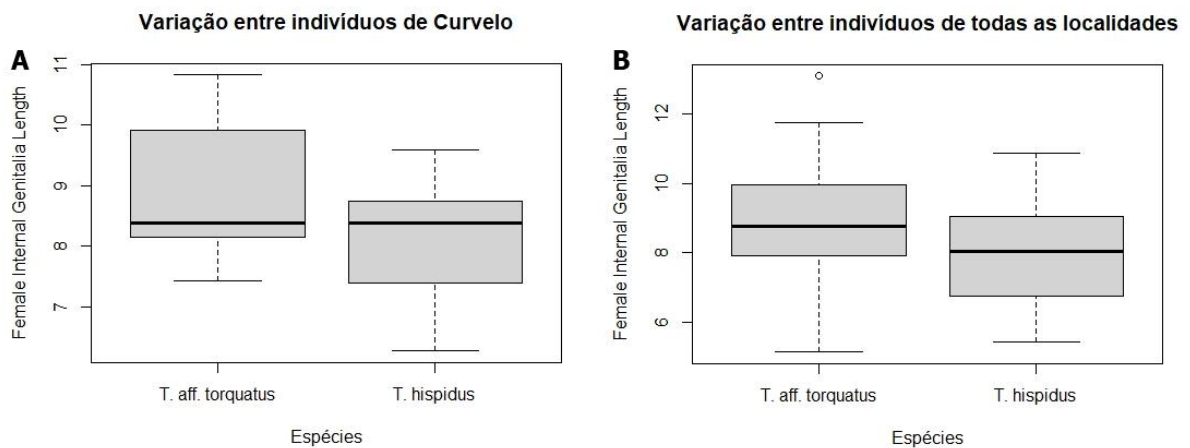 Variação entre indivíduos de Curvelo
A
Female Internal Genitalia Length
11
10
9
8
7
T. aff. torquatus
T. hispidus
Espécies
Variação entre indivíduos de todas as localidades
B
Female Internal Genitalia Length
12
10
8
6
T. aff. torquatus
T. hispidus
Espécies